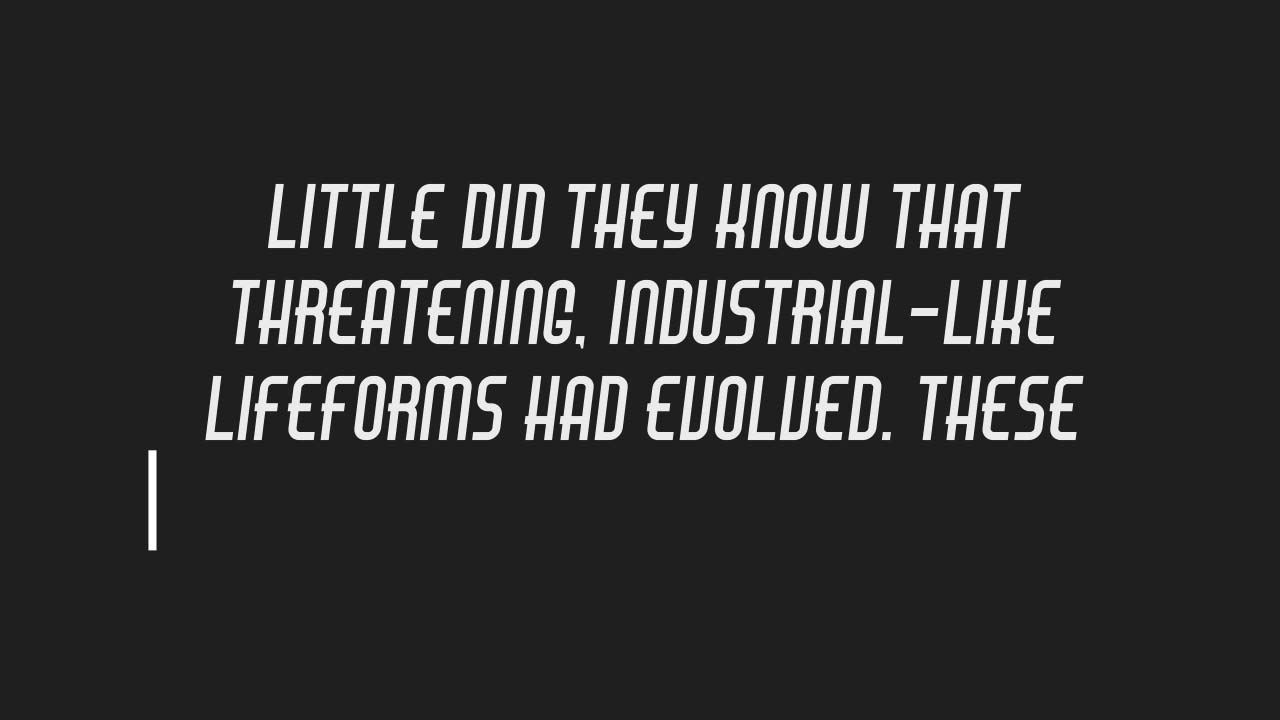 LITTLE DID THEY KNOW THAT
THREATENING, INDUSTRIAL-LIKE
LIFEFORMS HAD EVOLVED. THESE